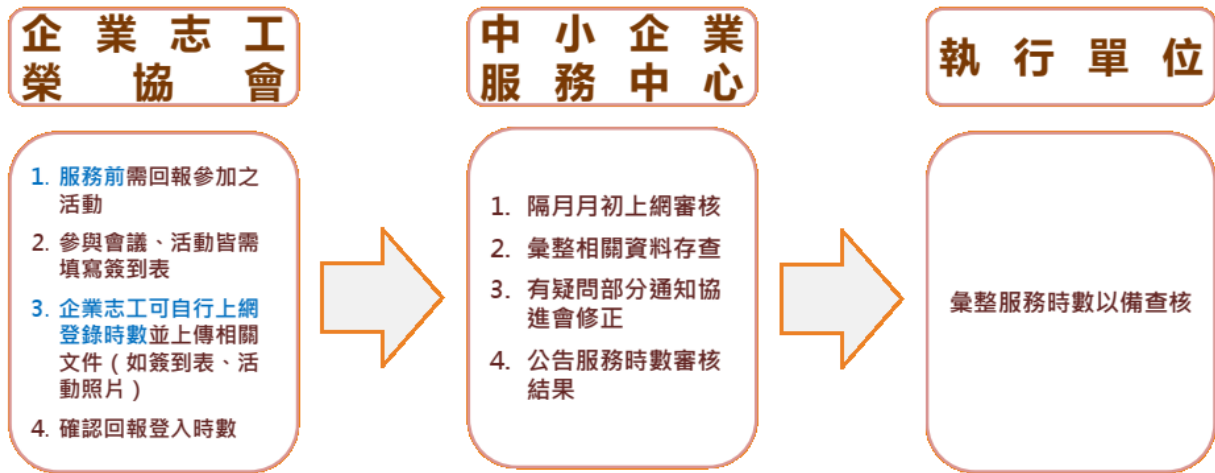 企業志工
榮協會
1. 服務前需回報參加之
活動
2. 參與會議、活動皆需
填寫簽到表
3. 企業志工可自行上網
登錄時數並上傳相關
文件（如簽到表、活
動照片）
4. 確認回報登入時數
中小企業
服務中心
1. 隔月月初上網審核
2. 彙整相關資料存查
3. 有疑問部分通知協
進會修正
4. 公告服務時數審核
結果
執行單位
彙整服務時數以備查核